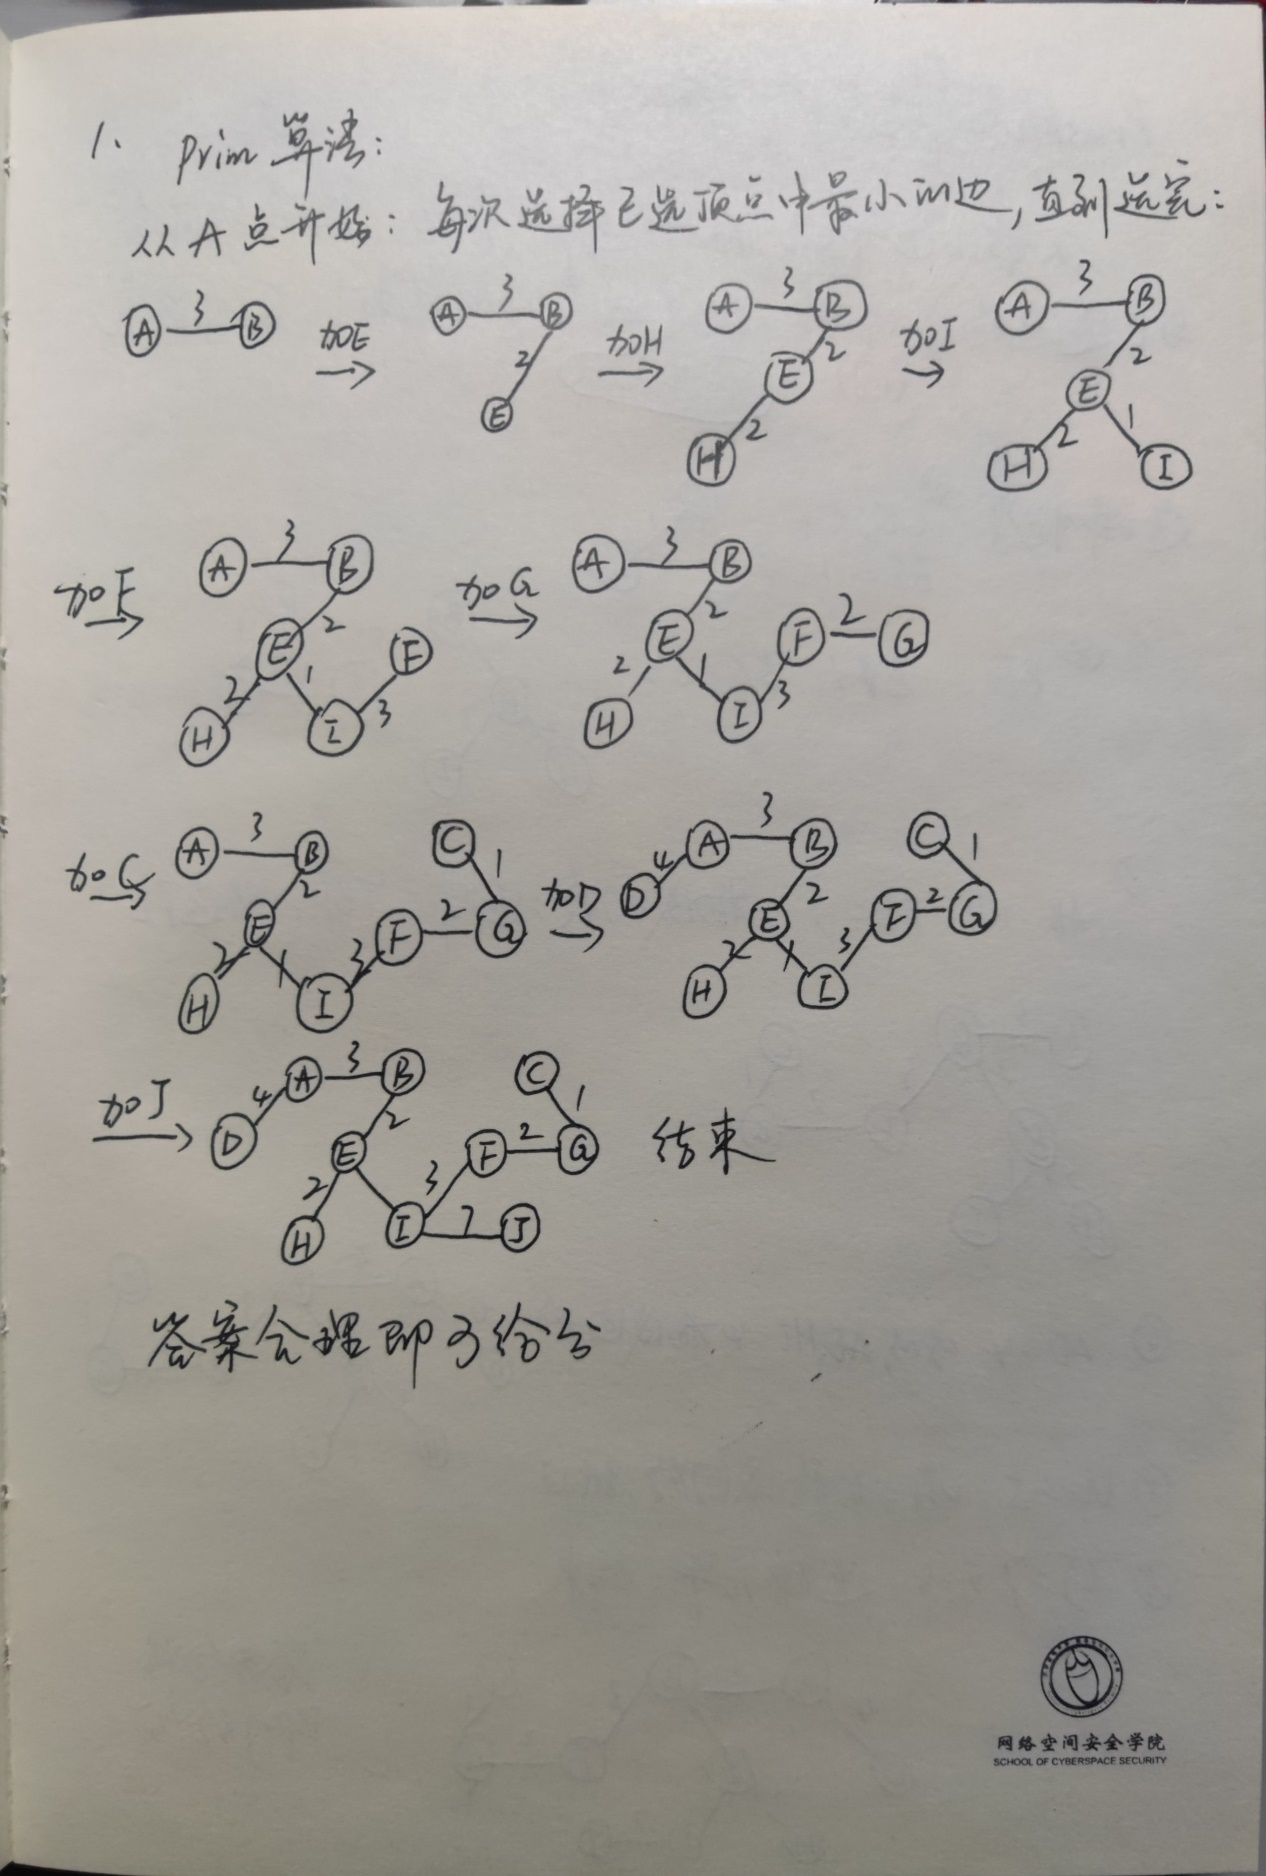 1、 Prim 算法：
从A点开始：每次选择已选顶点中最小的边，直到选完：
A 3 B 加E A 3 B 2 E 加H A 3 B 2 E 2 H 加I A 3 B 2 E 2 1 H I
加F A 3 B 2 E F 2 1 3 H I 加G A 3 B 2 E F 2 G 2 1 3 H I
加C A 3 B C 2 1 E F 2 G 2 1 3 H I 加D 4 A 3 B C D 2 1 E F 2 G 2 1 3 H I
加J 4 A 3 B C D 2 1 E F 2 G 2 3 H I 7 J 结束
答案合理即可给分
网络空间安全学院
SCHOOL OF CYBERSPACE SECURITY